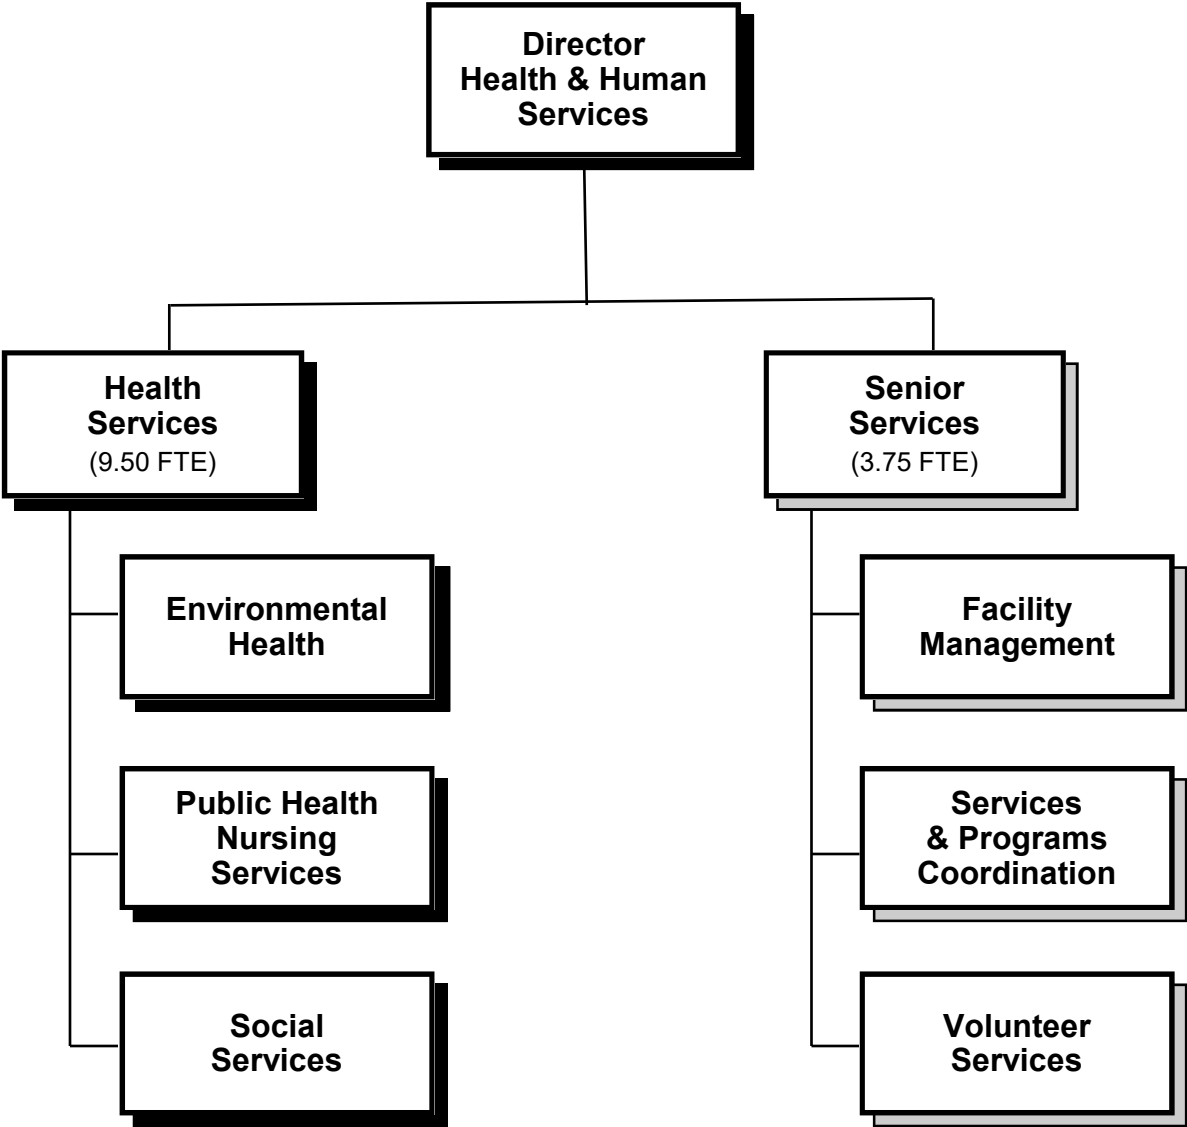 Director
Health & Human
Services
Health
Services
(9.50 FTE)
Senior
Services
(3.75 FTE)
Environmental
Health
Facility
Management
Public Health
Nursing
Services
Services
& Programs
Coordination
Social
Services
Volunteer
Services